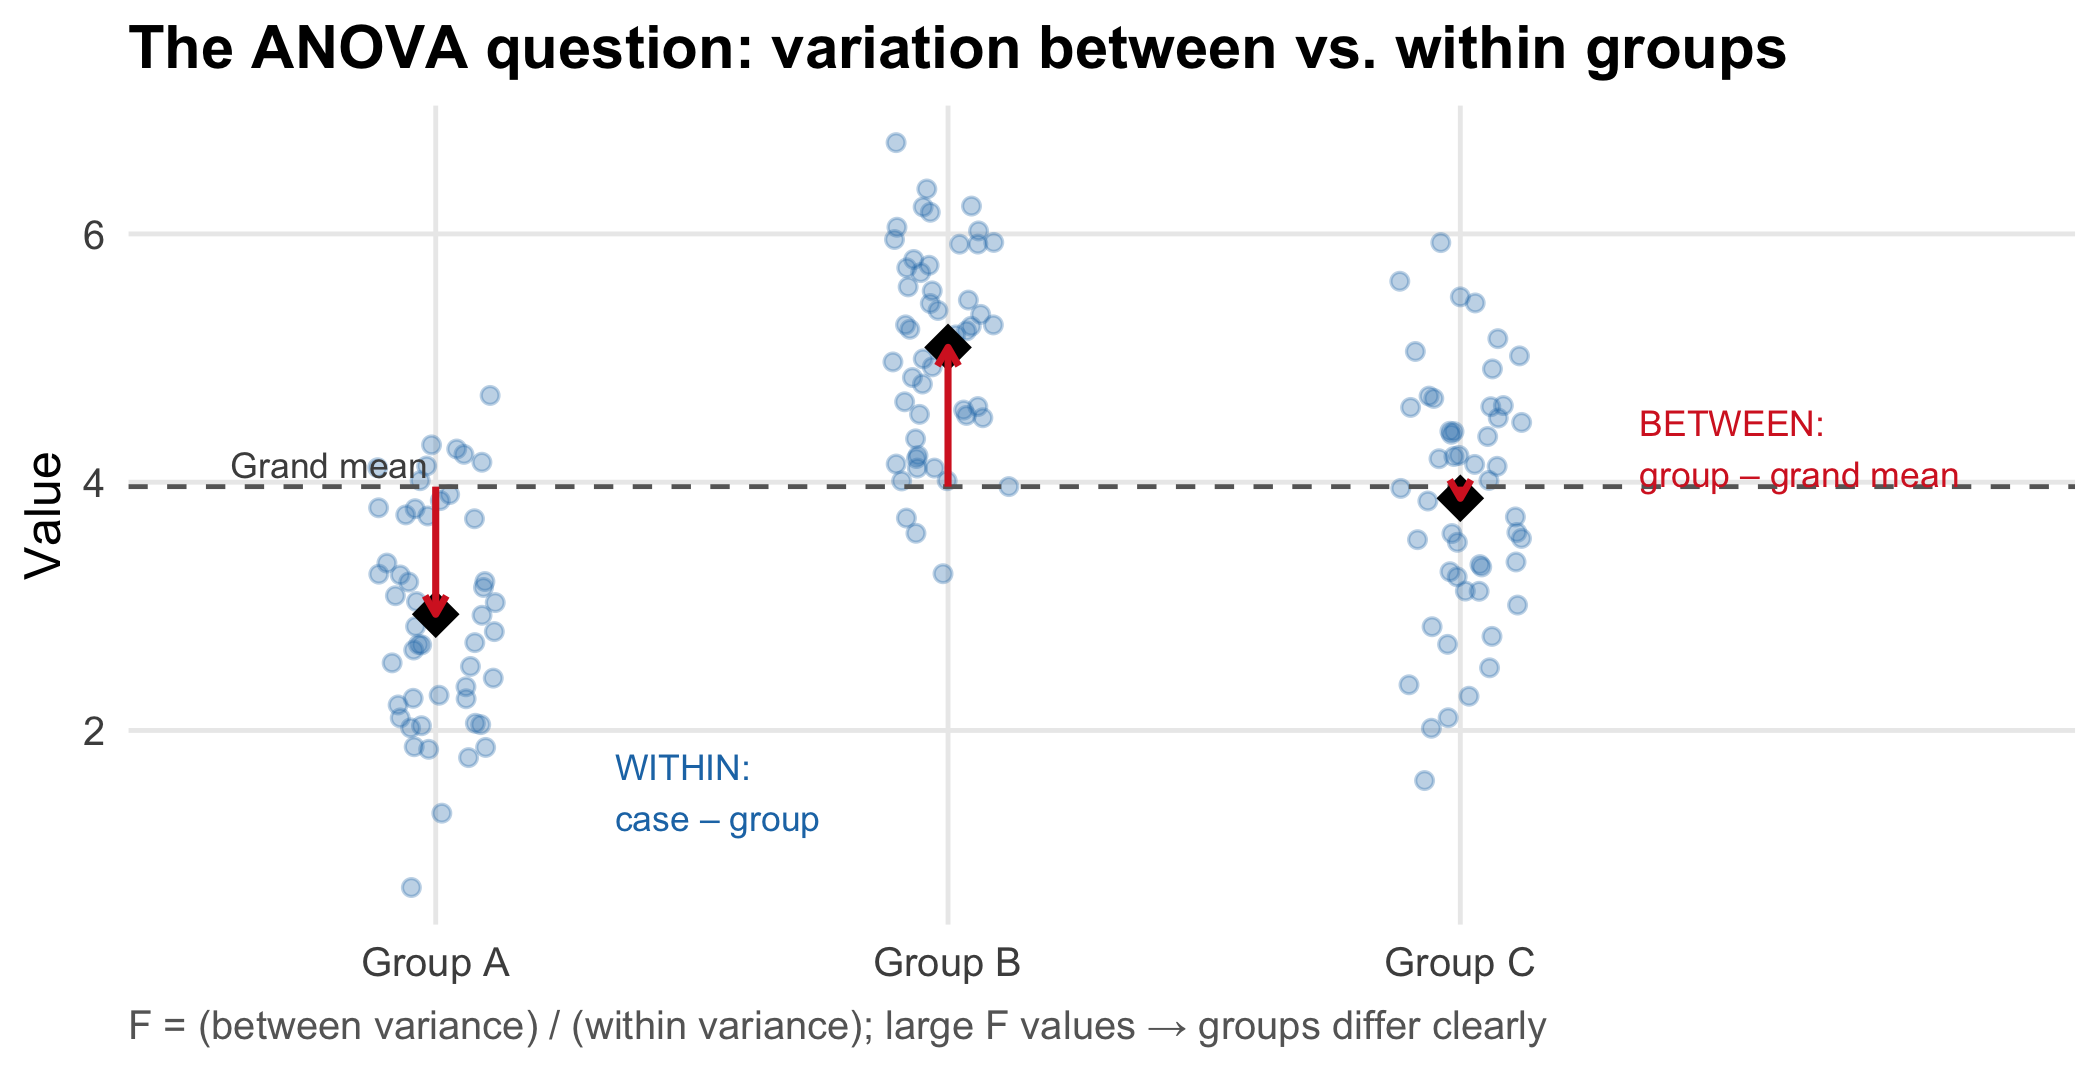 The ANOVA question: variation between vs. within groups
Value
6
4
2
Grand mean
BETWEEN:
group – grand mean
WITHIN:
case – group
Group A
Group B
Group C
F = (between variance) / (within variance); large F values → groups differ clearly